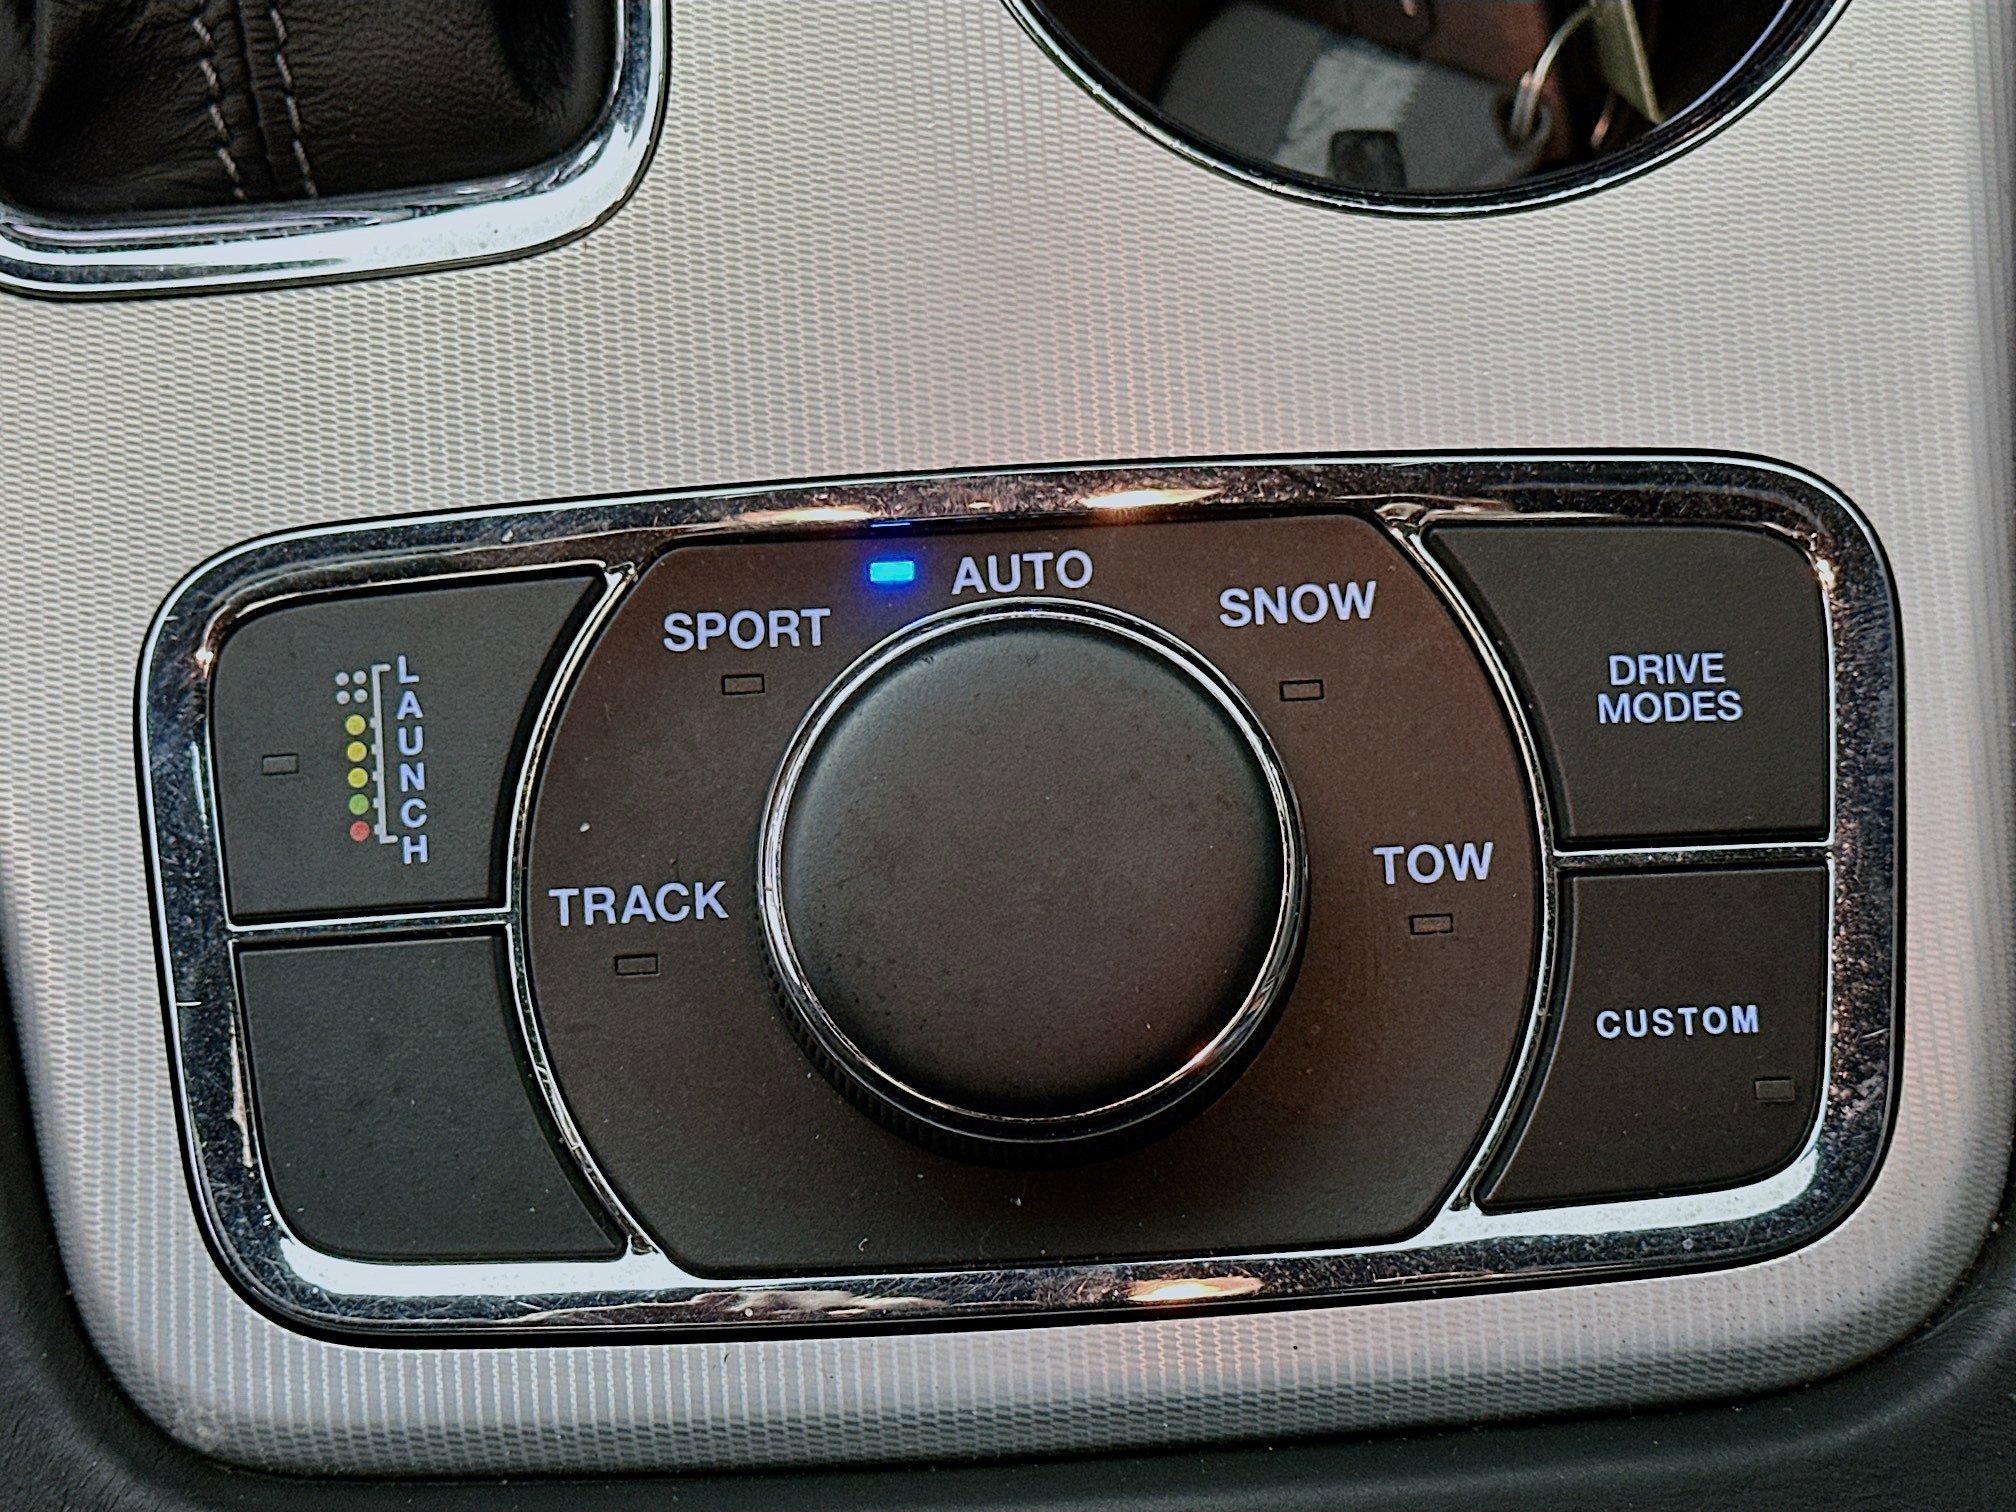 AUTO
SPORT
SNOW
LAUNCH
DRIVE
MODES
TRACK
TOW
CUSTOM